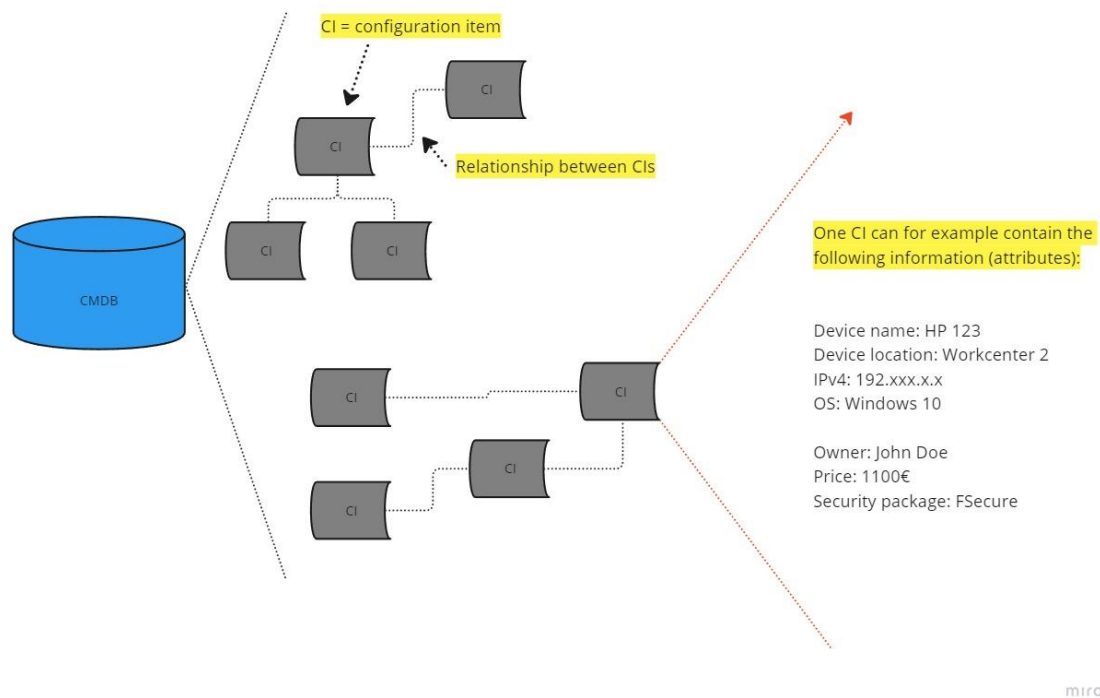 CI = configuration item
CI
CI
Relationship between CIs
CI
CI
CMDB
One CI can for example contain the
following information (attributes):
Device name: HP 123
Device location: Workcenter 2
IPv4: 192.xxx.x.x
OS: Windows 10
Owner: John Doe
Price: 1100€
Security package: FSecure
CI
CI
CI
CI
miro